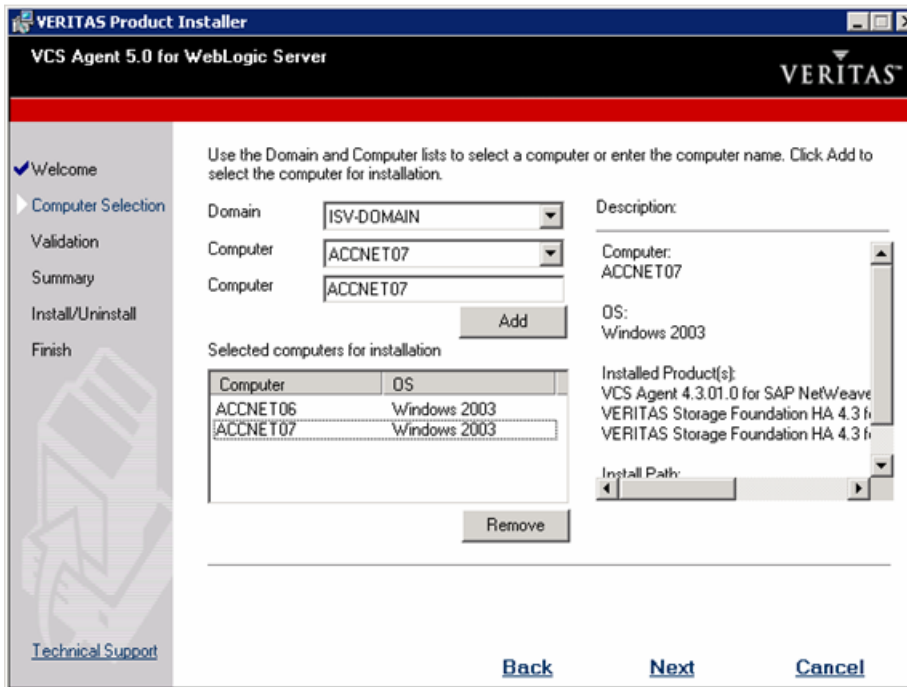 VERITAS Product Installer
VCS Agent 5.0 for WebLogic Server
VERITAS™
Welcome
Computer Selection
Validation
Summary
Install/Uninstall
Finish
Technical Support
Use the Domain and Computer lists to select a computer or enter the computer name. Click Add to
select the computer for installation.
Domain
ISV-DOMAIN
Computer
ACCNET07
Computer
ACCNET07
Add
Selected computers for installation
Computer OS
ACCNET06 Windows 2003
ACCNET07 Windows 2003
Remove
Description:
Computer:
ACCNET07
OS:
Windows 2003
Installed Product(s):
VCS Agent 4.3.01.0 for SAP NetWeave
VERITAS Storage Foundation HA 4.3 f
VERITAS Storage Foundation HA 4.3 f
Install Path:
Back Next Cancel